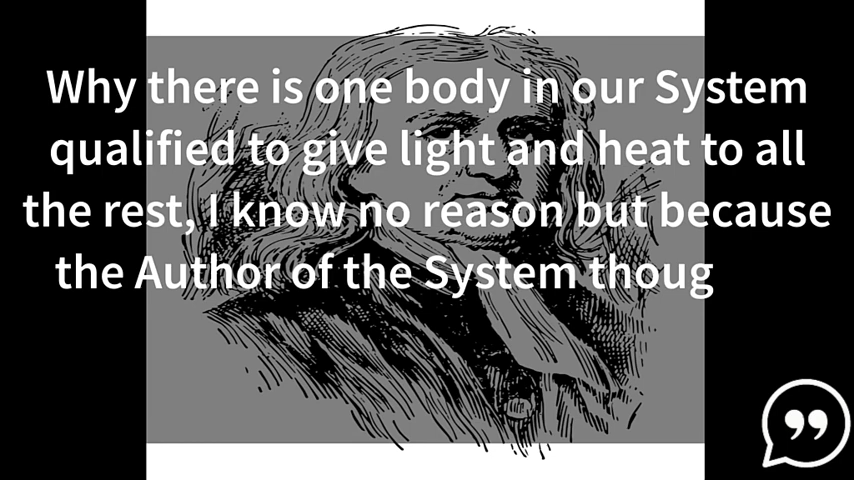 Why there is one body in our System
qualified to give light and heat to all
the rest, I know no reason but because
the Author of the System thoug